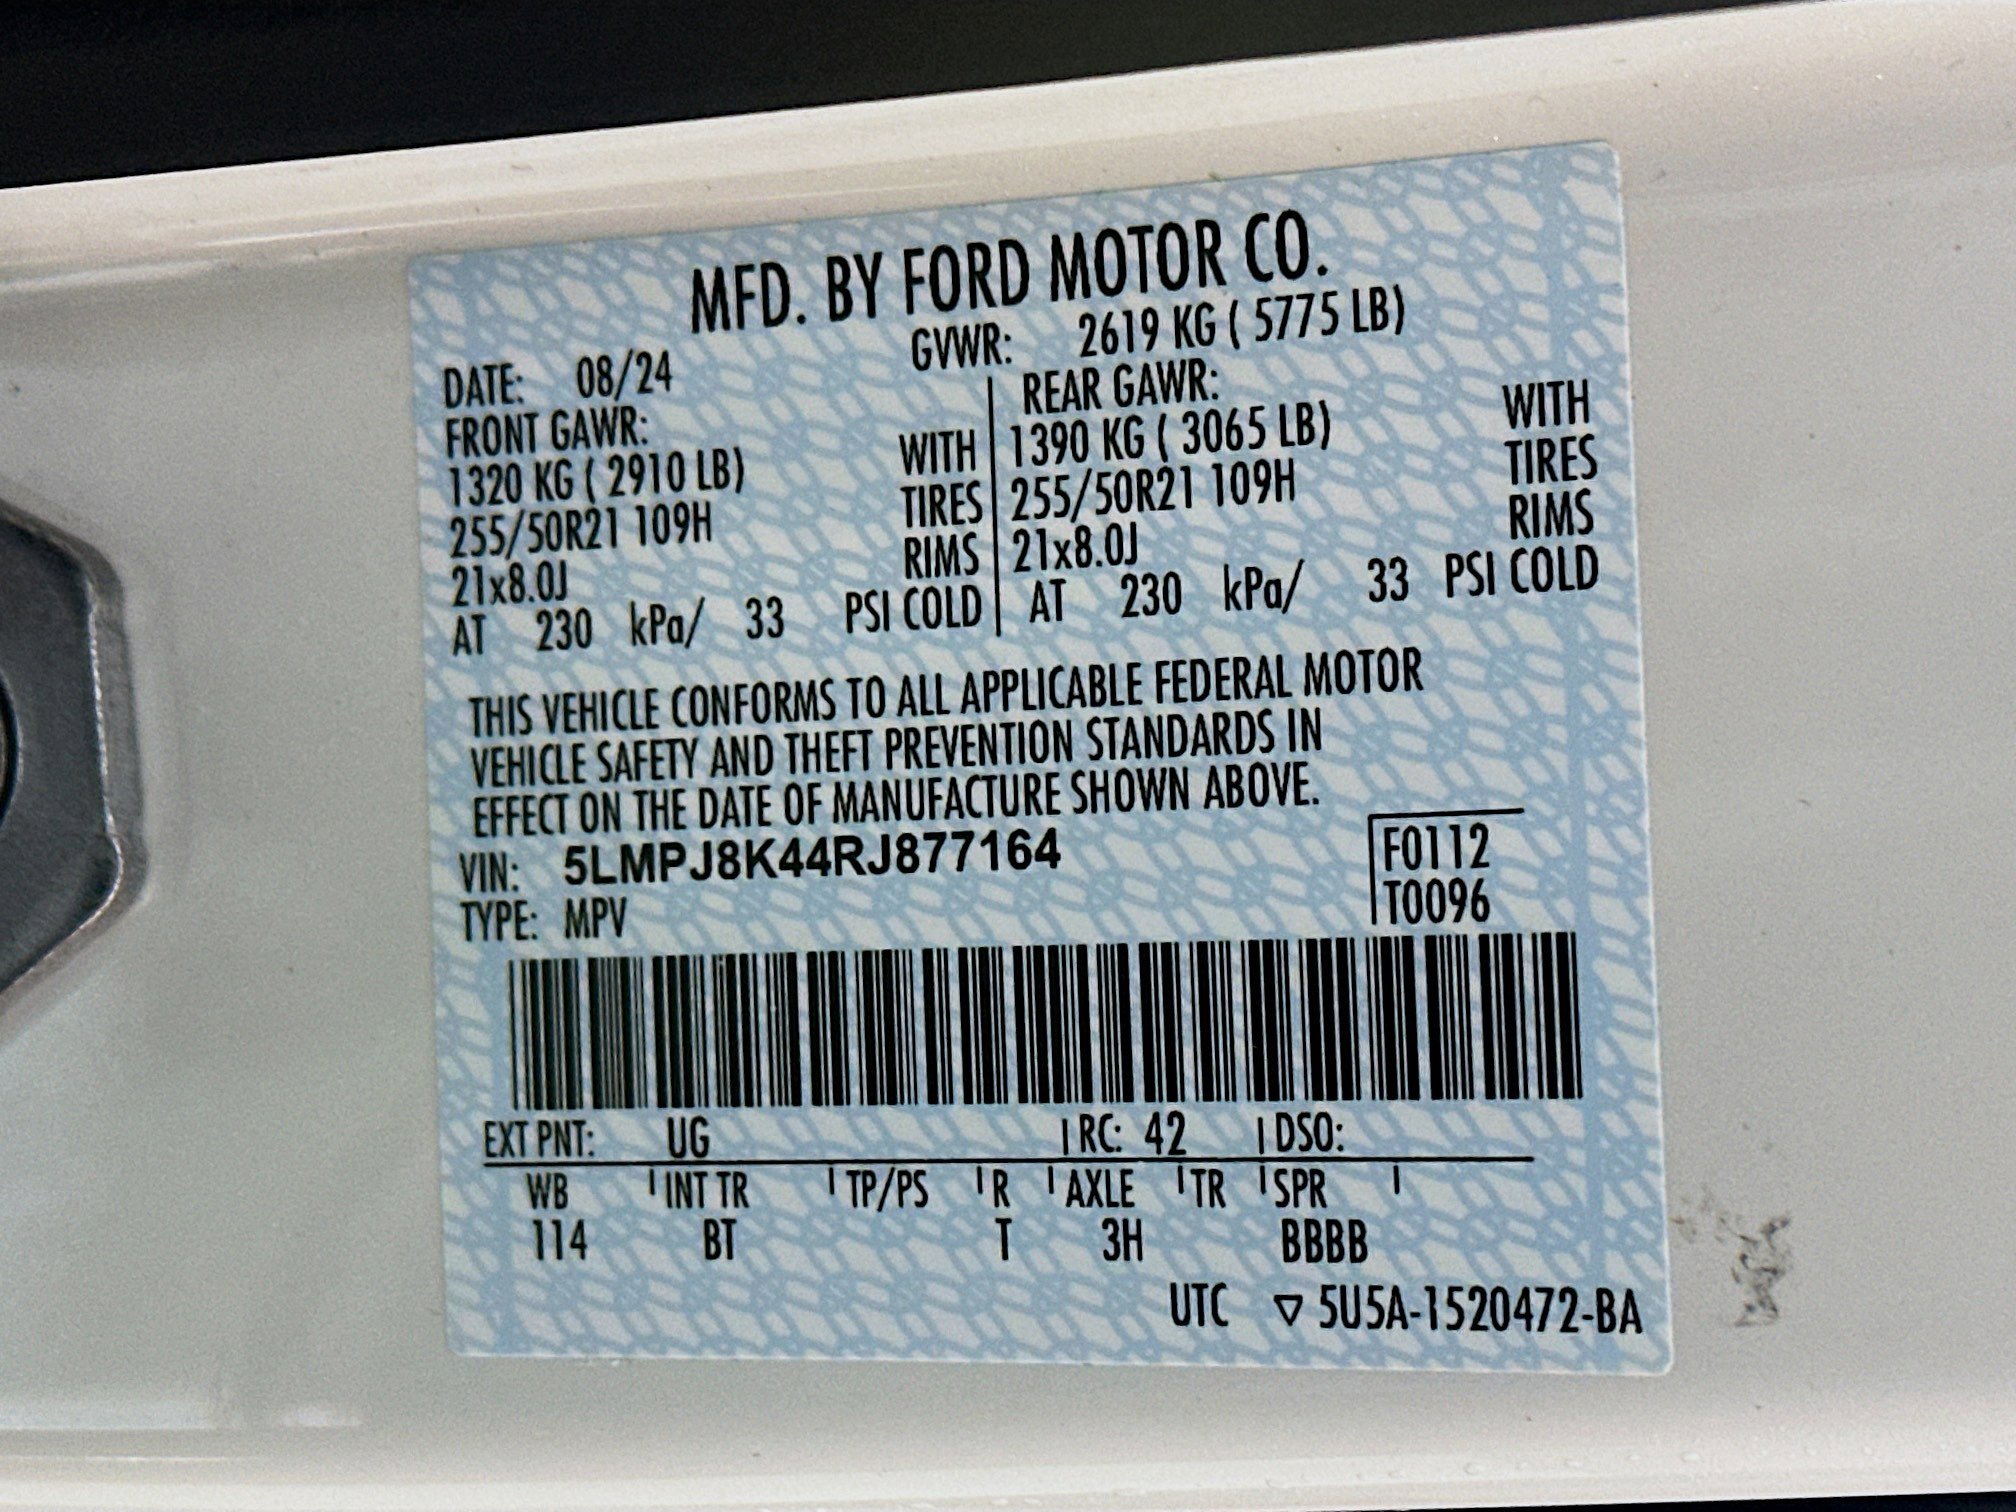 MFD. BY FORD MOTOR CO.
DATE: 08/24 GVWR: 2619 KG ( 5775 LB)
FRONT GAWR: REAR GAWR:
1320 KG ( 2910 LB) WITH 1390 KG ( 3065 LB) WITH
255/50R21 109H TIRES 255/50R21 109H TIRES
21x8.0J RIMS 21x8.0J RIMS
AT 230 kPa/ 33 PSI COLD AT 230 kPa/ 33 PSI COLD
THIS VEHICLE CONFORMS TO ALL APPLICABLE FEDERAL MOTOR
VEHICLE SAFETY AND THEFT PREVENTION STANDARDS IN
EFFECT ON THE DATE OF MANUFACTURE SHOWN ABOVE.
VIN: 5LMPJ8K44RJ877164 F0112
TYPE: MPV T0096
EXT PNT: UG RC: 42 DSO:
WB INT TR TP/PS R AXLE TR SPR
114 BT T 3H BBBB
UTC ▽ 5U5A-1520472-BA